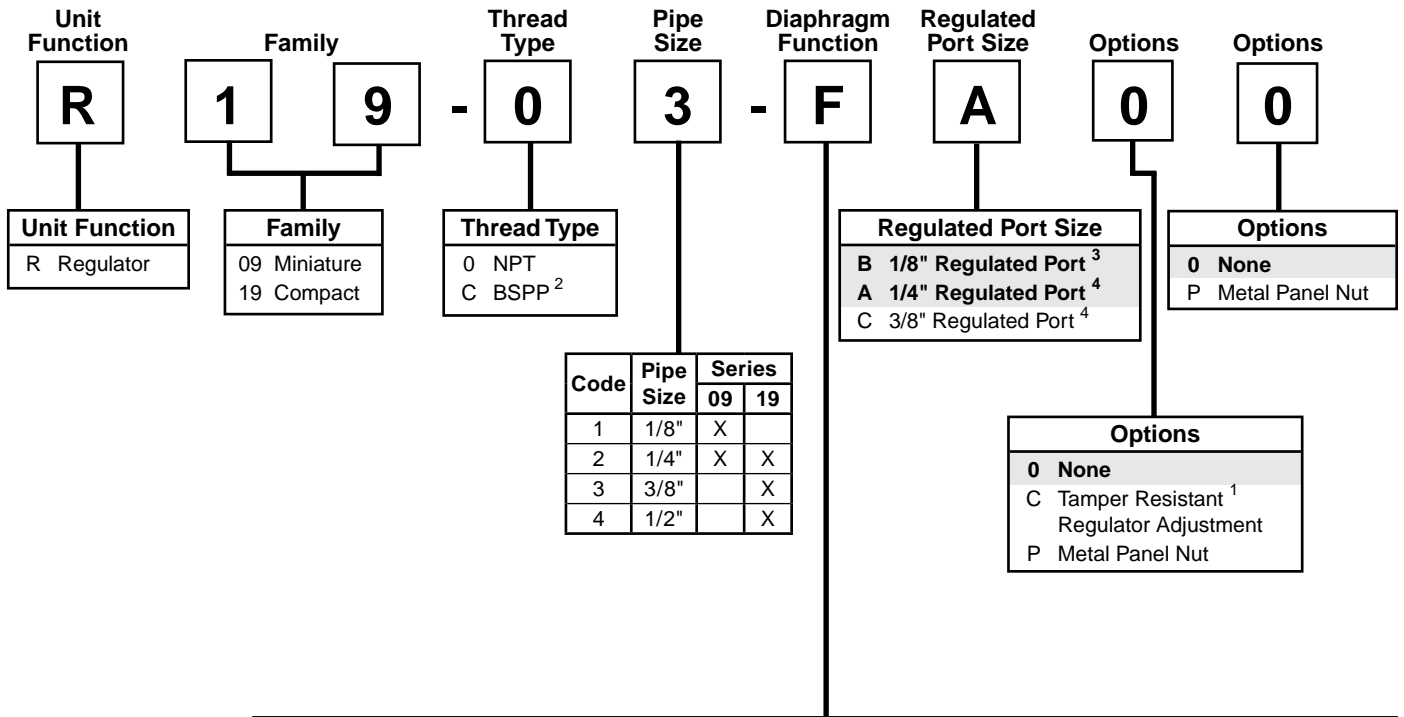 Unit Function
Family
Thread Type
Pipe Size
Diaphragm Function
Regulated Port Size
Options
Options
R 1 9 - 0 3 - F A 0 0
Unit Function
R Regulator
Family
09 Miniature
19 Compact
Thread Type
0 NPT
C BSPP 2
Code Pipe Size Series
09 19
1 1/8" X
2 1/4" X X
3 3/8" X
4 1/2" X
Regulated Port Size
B 1/8" Regulated Port 3
A 1/4" Regulated Port 4
C 3/8" Regulated Port 4
Options
0 None
P Metal Panel Nut
Options
0 None
C Tamper Resistant 1
Regulator Adjustment
P Metal Panel Nut